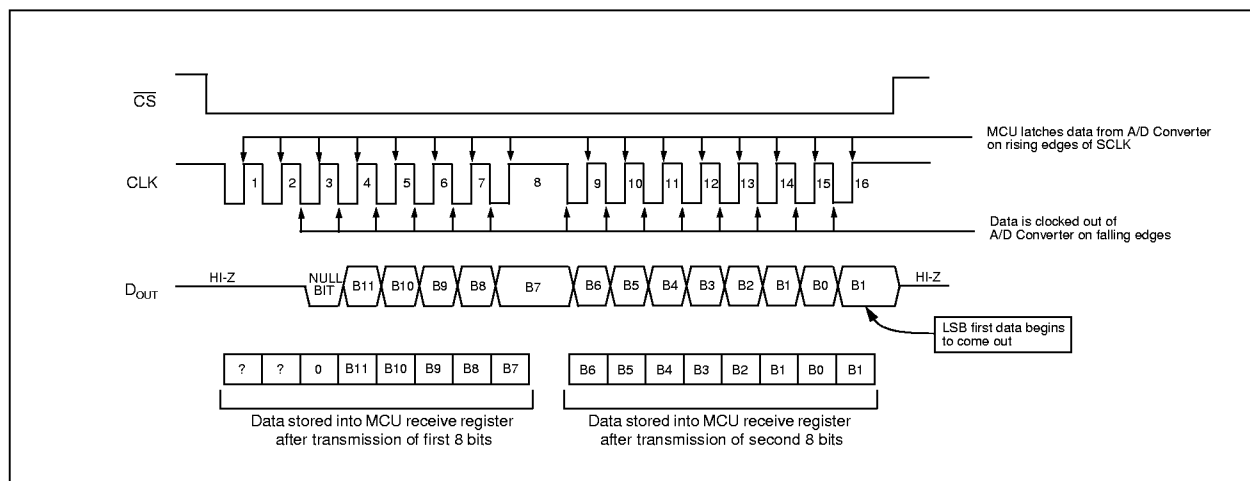 CS
MCU latches data from A/D Converter
on rising edges of SCLK
CLK
1 2 3 4 5 6 7 8 9 10 11 12 13 14 15 16
Data is clocked out of
A/D Converter on falling edges
DOUT
HI-Z
NULL
BIT
B11 B10 B9 B8 B7 B6 B5 B4 B3 B2 B1 B0 B1
HI-Z
LSB first data begins
to come out
? ? 0 B11 B10 B9 B8 B7
B6 B5 B4 B3 B2 B1 B0 B1
Data stored into MCU receive register
after transmission of first 8 bits
Data stored into MCU receive register
after transmission of second 8 bits